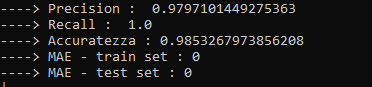 ----> Precision :  0.9797101449275363
----> Recall :  1.0
----> Accuratezza : 0.9853267973856208
----> MAE - train set : 0
----> MAE - test set : 0